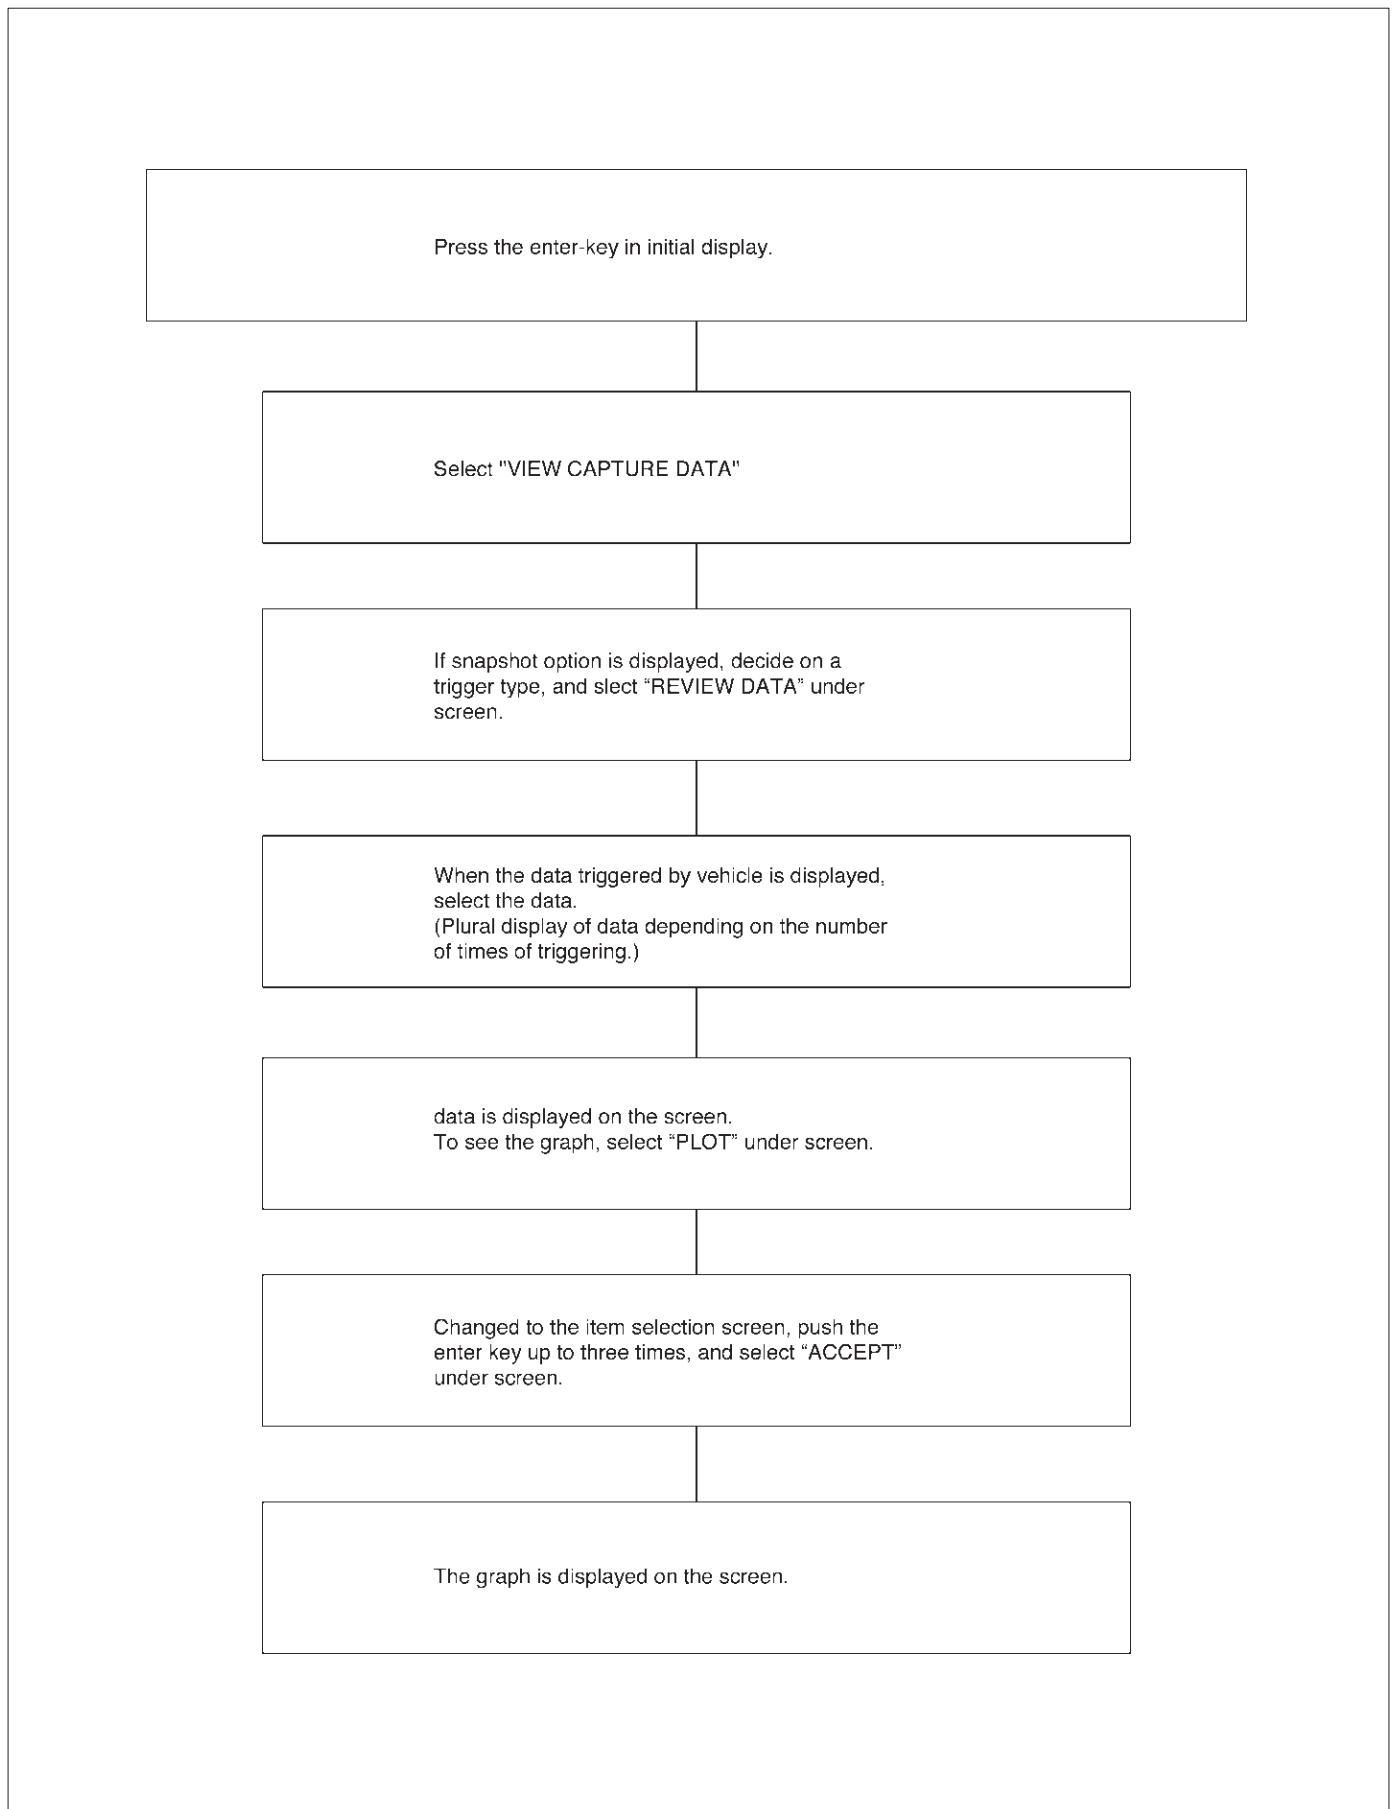 Press the enter-key in initial display.
Select "VIEW CAPTURE DATA"
If snapshot option is displayed, decide on a
trigger type, and slect “REVIEW DATA” under
screen.
When the data triggered by vehicle is displayed,
select the data.
(Plural display of data depending on the number
of times of triggering.)
data is displayed on the screen.
To see the graph, select “PLOT” under screen.
Changed to the item selection screen, push the
enter key up to three times, and select “ACCEPT”
under screen.
The graph is displayed on the screen.